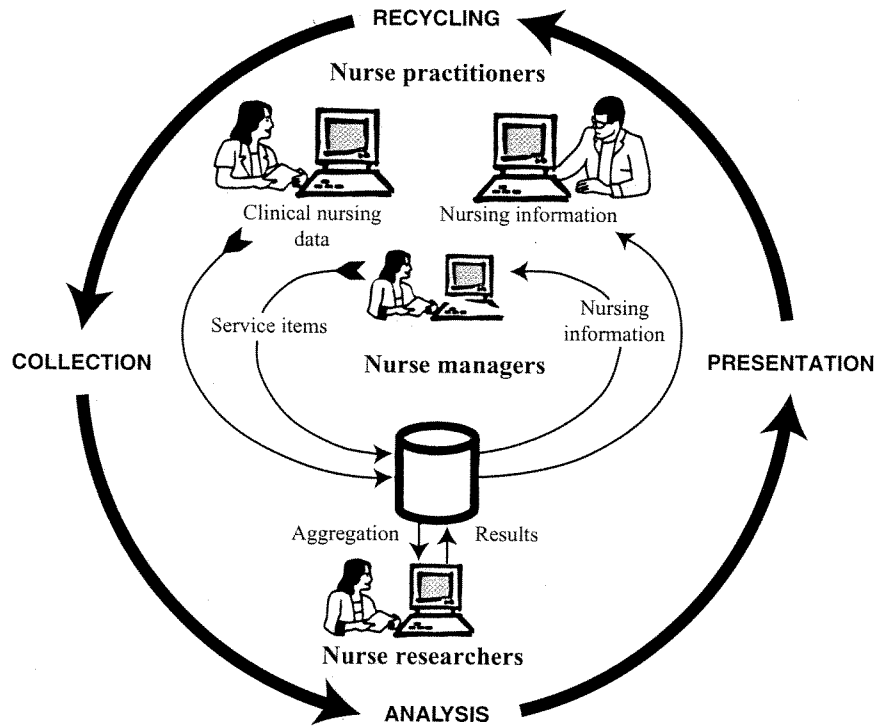 RECYCLING
Nurse practitioners
Clinical nursing
data
Nursing information
Service items
Nursing
information
Nurse managers
COLLECTION
PRESENTATION
Aggregation
Results
Nurse researchers
ANALYSIS